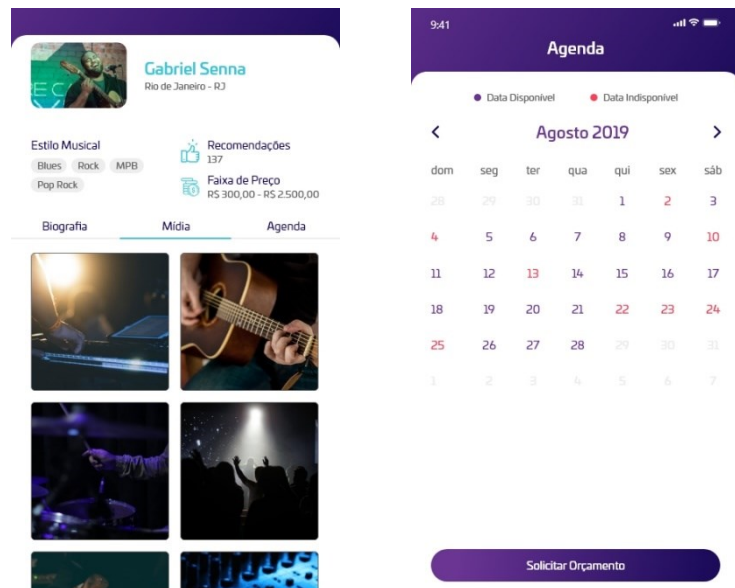 Gabriel Senna
Rio de Janeiro - RJ
Estilo Musical
Blues Rock MPB
Pop Rock
Recomendações
137
Faixa de Preço
R$ 300,00 - R$ 2.500,00
Biografia Mídia Agenda
9:41
Agenda
Data Disponível Data Indisponível
Agosto 2019
dom seg ter qua qui sex sáb
28 29 30 31 1 2 3
4 5 6 7 8 9 10
11 12 13 14 15 16 17
18 19 20 21 22 23 24
25 26 27 28 29 30 31
1 2 3 4 5 6 7
Solicitar Orçamento